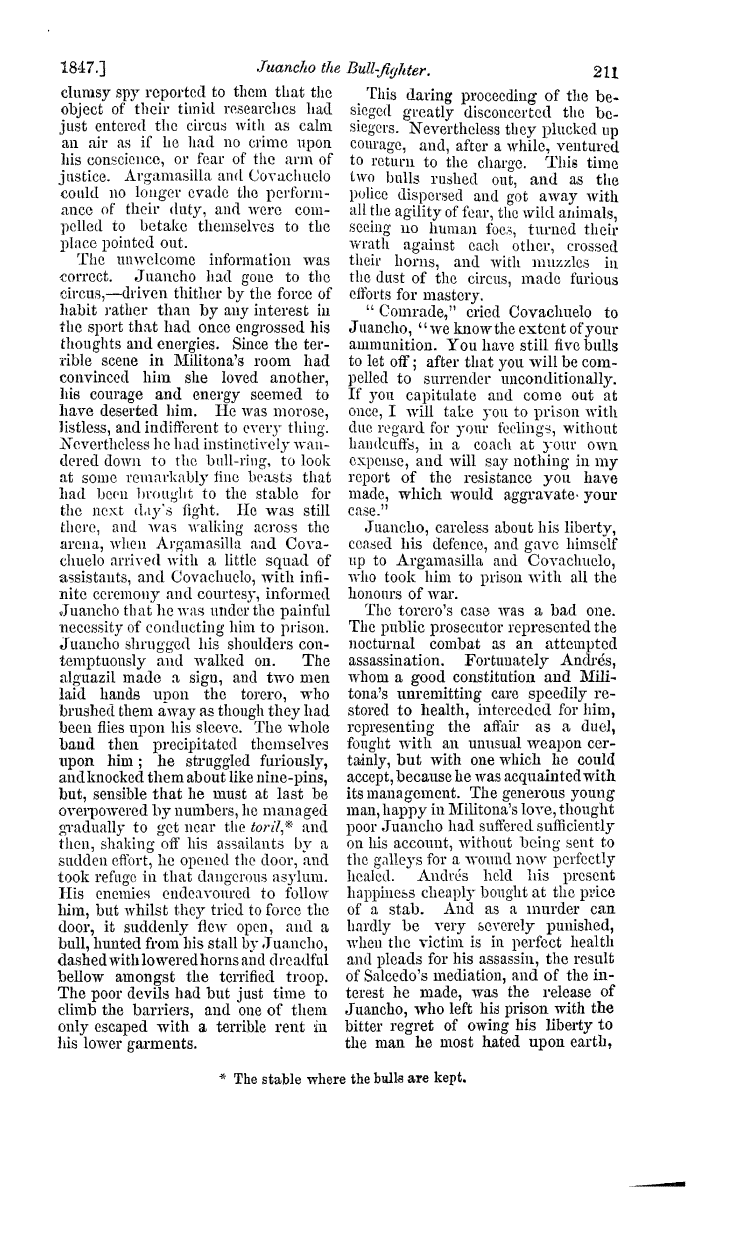 1847.] Juancho the Bull-fighter. 211
clumsy spy reported to them that the
object of their timid researches had
just entered the circus with as calm
an air as if he had no crime upon
his conscience, or fear of the arm of
justice. Argamasilla and Covachuelo
could no longer evade the perform-
ance of their duty, and were com-
pelled to betake themselves to the
place pointed out.
The unwelcome information was
correct. Juancho had gone to the
circus,—driven thither by the force of
habit rather than by any interest in
the sport that had once engrossed his
thoughts and energies. Since the ter-
rible scene in Militona's room had
convinced him she loved another,
his courage and energy seemed to
have deserted him. He was morose,
listless, and indifferent to every thing.
Nevertheless he had instinctively wan-
dered down to the bull-ring, to look
at some remarkably fine beasts that
had been brought to the stable for
the next day's fight. He was still
there, and was walking across the
arena, when Argamasilla and Cova-
chuelo arrived with a little squad of
assistants, and Covachuelo, with infi-
nite ceremony and courtesy, informed
Juancho that he was under the painful
necessity of conducting him to prison.
Juancho shrugged his shoulders con-
temptuously and walked on. The
alguazil made a sign, and two men
laid hands upon the torero, who
brushed them away as though they had
been flies upon his sleeve. The whole
band then precipitated themselves
upon him ; he struggled furiously,
and knocked them about like nine-pins,
but, sensible that he must at last be
overpowered by numbers, he managed
gradually to get near the toril,* and
then, shaking off his assailants by a
sudden effort, he opened the door, and
took refuge in that dangerous asylum.
His enemies endeavoured to follow
him, but whilst they tried to force the
door, it suddenly flew open, and a
bull, hunted from his stall by Juancho,
dashed with lowered horns and dreadful
bellow amongst the terrified troop.
The poor devils had but just time to
climb the barriers, and one of them
only escaped with a terrible rent in
his lower garments.
This daring proceeding of the be-
sieged greatly disconcerted the be-
siegers. Nevertheless they plucked up
courage, and, after a while, ventured
to return to the charge. This time
two bulls rushed out, and as the
police dispersed and got away with
all the agility of fear, the wild animals,
seeing no human foes, turned their
wrath against each other, crossed
their horns, and with muzzles in
the dust of the circus, made furious
efforts for mastery.
" Comrade," cried Covachuelo to
Juancho, "we know the extent of your
ammunition. You have still five bulls
to let off ; after that you will be com-
pelled to surrender unconditionally.
If you capitulate and come out at
once, I will take you to prison with
due regard for your feelings, without
handcuffs, in a coach at your own
expense, and will say nothing in my
report of the resistance you have
made, which would aggravate your
case."
Juancho, careless about his liberty,
ceased his defence, and gave himself
up to Argamasilla and Covachuelo,
who took him to prison with all the
honours of war.
The torero's case was a bad one.
The public prosecutor represented the
nocturnal combat as an attempted
assassination. Fortunately Andrés,
whom a good constitution and Mili-
tona's unremitting care speedily re-
stored to health, interceded for him,
representing the affair as a duel,
fought with an unusual weapon cer-
tainly, but with one which he could
accept, because he was acquainted with
its management. The generous young
man, happy in Militona's love, thought
poor Juancho had suffered sufficiently
on his account, without being sent to
the galleys for a wound now perfectly
healed. Andrés held his present
happiness cheaply bought at the price
of a stab. And as a murder can
hardly be very severely punished,
when the victim is in perfect health
and pleads for his assassin, the result
of Salcedo's mediation, and of the in-
terest he made, was the release of
Juancho, who left his prison with the
bitter regret of owing his liberty to
the man he most hated upon earth,
* The stable where the bulls are kept.